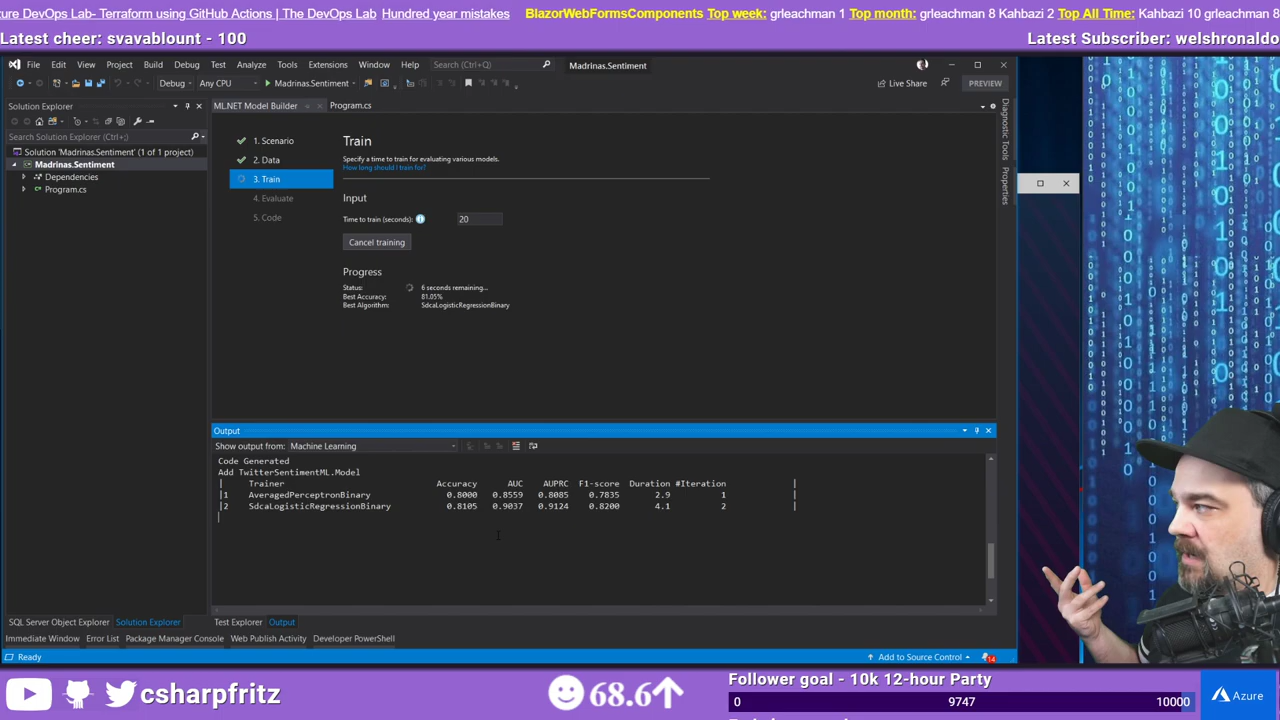 ure DevOps Lab- Terraform using GitHub Actions | The DevOps Lab Hundred year mistakes BlazorWebFormsComponents Top week: grleachman 1 Top month: grleachman 8 Kahbazi 2 Top All Time: Kahbazi 10 grleachman 8
Latest cheer: svavablount - 100
Latest Subscriber: welshronaldo
File Edit View Project Build Debug Test Analyze Tools Extensions Window Help Search (Ctrl+Q) Madrinas.Sentiment
Debug Any CPU Madrinas.Sentiment Live Share PREVIEW
Solution Explorer
Search Solution Explorer (Ctrl+;)
Solution 'Madrinas.Sentiment' (1 of 1 project)
Madrinas.Sentiment
Dependencies
Program.cs
ML.NET Model Builder Program.cs
1. Scenario
2. Data
3. Train
4. Evaluate
5. Code
Train
Specify a time to train for evaluating various models.
How long should I train for?
Input
Time to train (seconds): 20
Cancel training
Progress
Status: 6 seconds remaining...
Best Accuracy: 81.05%
Best Algorithm: SdcaLogisticRegressionBinary
Diagnostic Tools
Properties
Output
Show output from: Machine Learning
Code Generated
Add TwitterSentimentML.Model
| Trainer Accuracy AUC AUPRC F1-score Duration #Iteration |
|1 AveragedPerceptronBinary 0.8000 0.8559 0.8085 0.7835 2.9 1 |
|2 SdcaLogisticRegressionBinary 0.8105 0.9037 0.9124 0.8200 4.1 2 |
SQL Server Object Explorer Solution Explorer Test Explorer Output
Immediate Window Error List Package Manager Console Web Publish Activity Developer PowerShell
Ready Add to Source Control 14
csharpfritz
68.6
Follower goal - 10k 12-hour Party
0 9747 10000
Azure